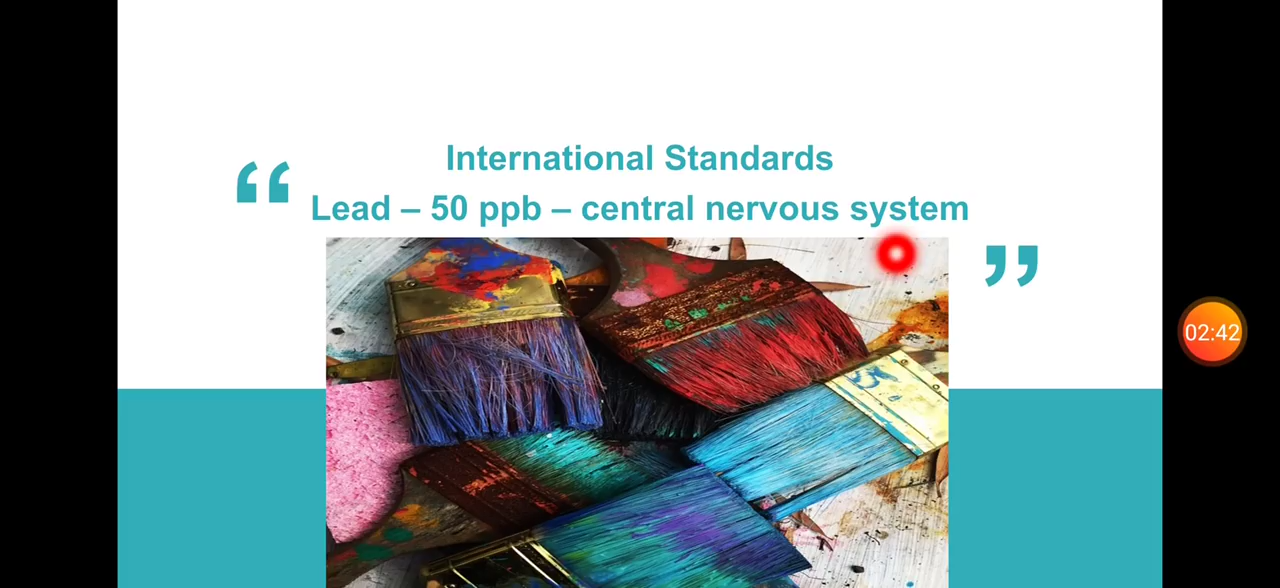 International Standards
“ Lead – 50 ppb – central nervous system ”
02:42